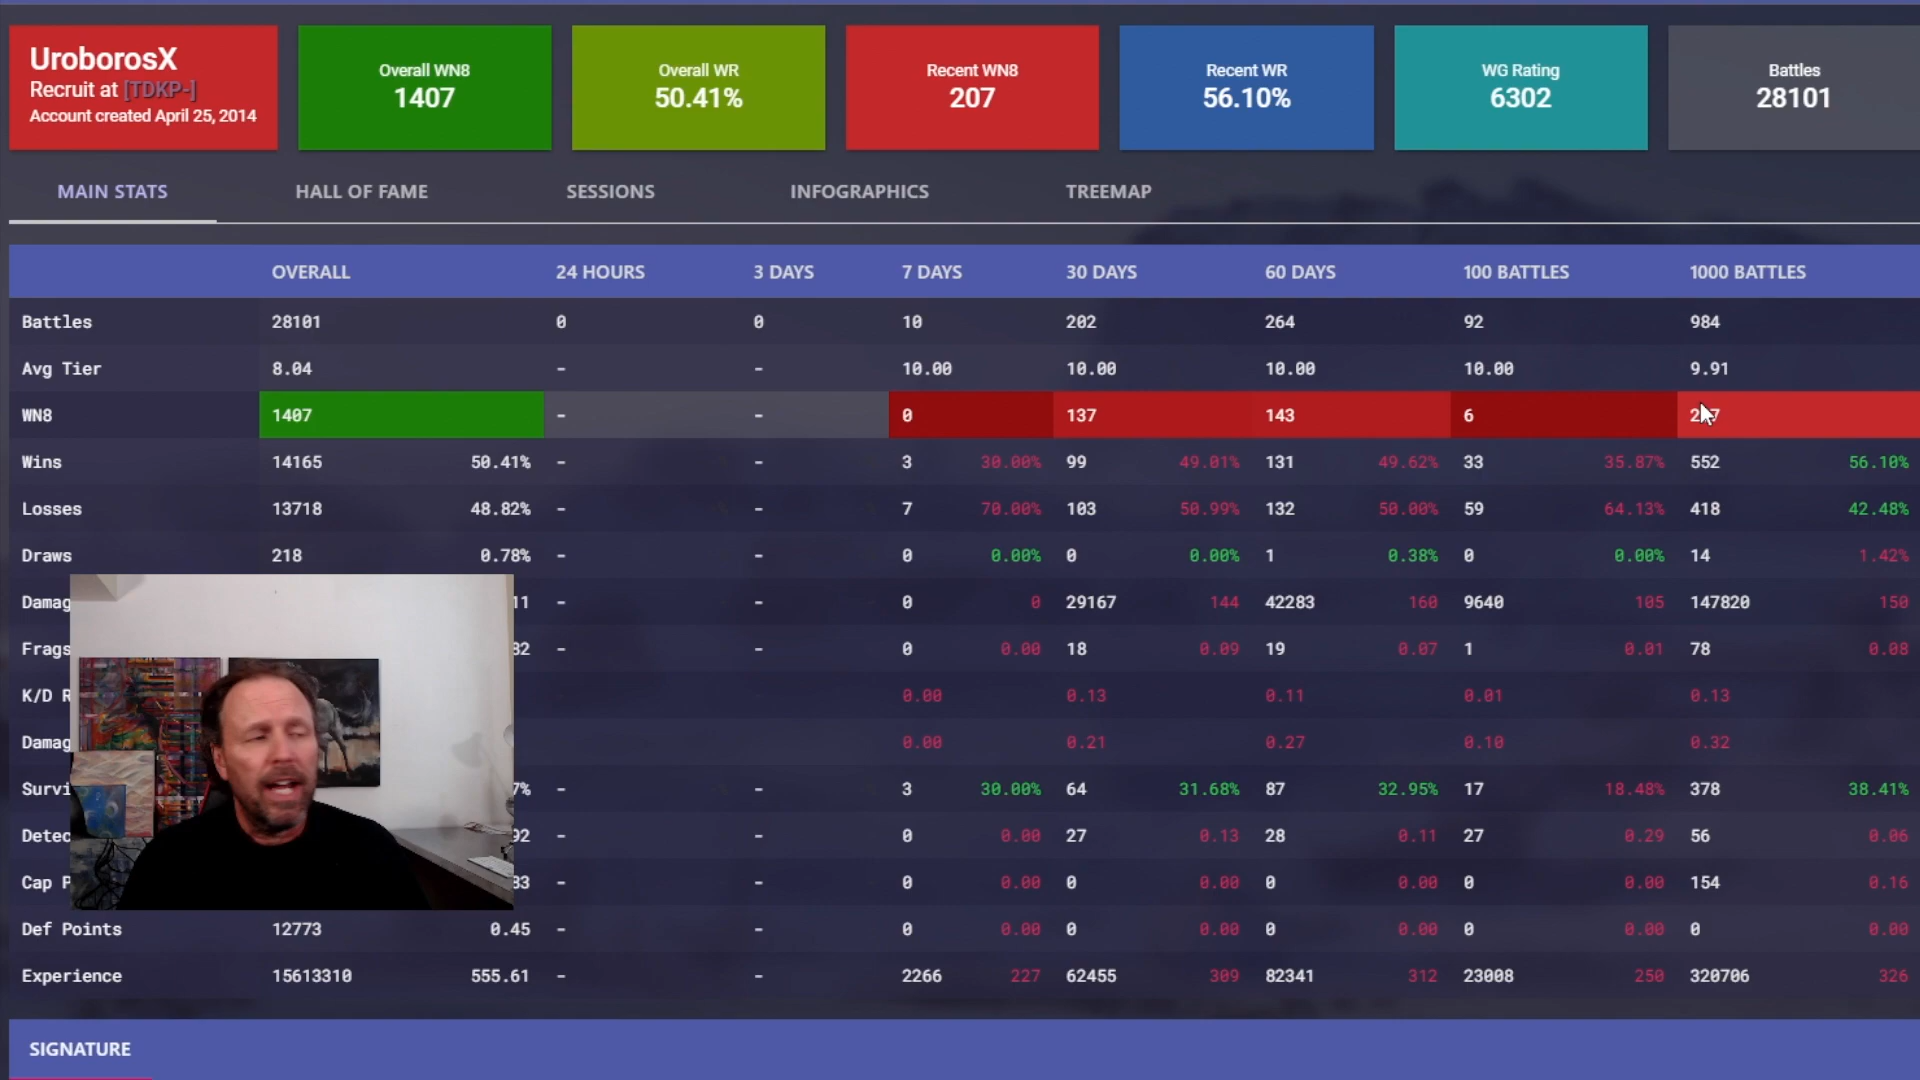 UroborosX
Recruit at [TDKP-]
Account created April 25, 2014
Overall WN8
1407
Overall WR
50.41%
Recent WN8
207
Recent WR
56.10%
WG Rating
6302
Battles
28101
MAIN STATS HALL OF FAME SESSIONS INFOGRAPHICS TREEMAP
OVERALL 24 HOURS 3 DAYS 7 DAYS 30 DAYS 60 DAYS 100 BATTLES 1000 BATTLES
Battles 28101 0 0 10 202 264 92 984
Avg Tier 8.04 - - 10.00 10.00 10.00 10.00 9.91
WN8 1407 - - 0 137 143 6
Wins 14165 50.41% - - 3 30.00% 99 49.01% 131 49.62% 33 35.87% 552 56.10%
Losses 13718 48.82% - - 7 70.00% 103 50.99% 132 50.00% 59 64.13% 418 42.48%
Draws 218 0.78% - - 0 0.00% 0 0.00% 1 0.38% 0 0.00% 14 1.42%
Damag 11 - - 0 0 29167 144 42283 160 9640 105 147820 150
Frags 82 - - 0 0.00 18 0.09 19 0.07 1 0.01 78 0.08
K/D R 0.00 0.13 0.11 0.01 0.13
Damag 0.00 0.21 0.27 0.10 0.32
Survi 7% - - 3 30.00% 64 31.68% 87 32.95% 17 18.48% 378 38.41%
Detec 92 - - 0 0.00 27 0.13 28 0.11 27 0.29 56 0.06
Cap P 83 - - 0 0.00 0 0.00 0 0.00 0 0.00 154 0.16
Def Points 12773 0.45 - - 0 0.00 0 0.00 0 0.00 0 0.00 0 0.00
Experience 15613310 555.61 - - 2266 227 62455 309 82341 312 23008 250 320706 326
SIGNATURE